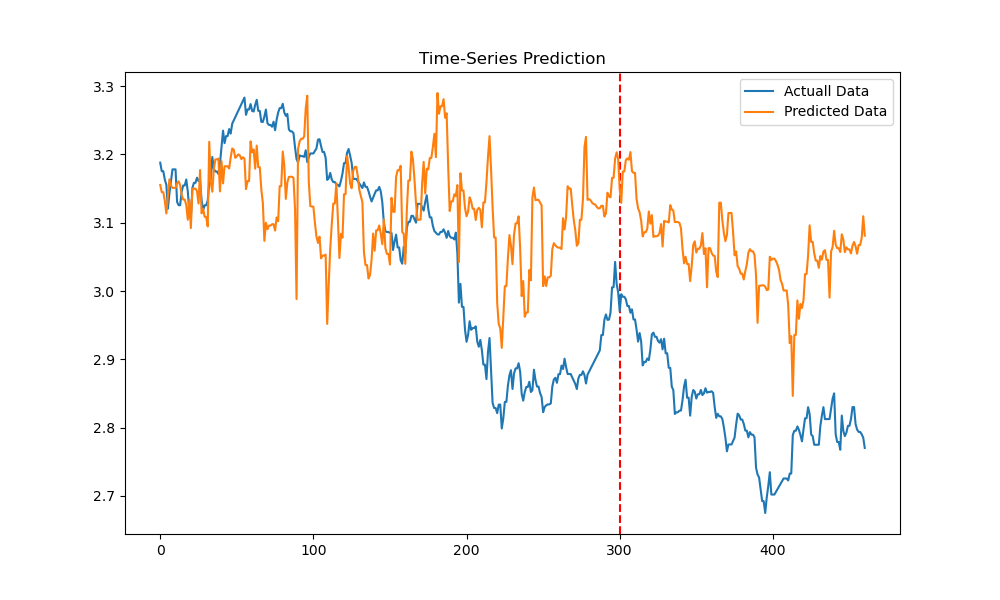 Time-Series Prediction
Actuall Data
Predicted Data
3.3
3.2
3.1
3.0
2.9
2.8
2.7
0 100 200 300 400